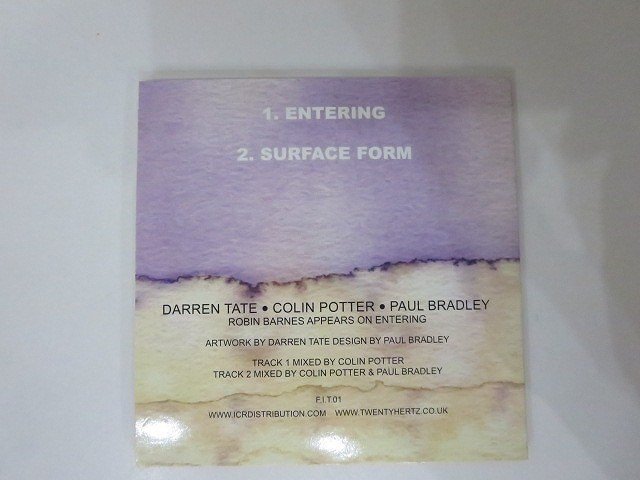 1. ENTERING
2. SURFACE FORM
DARREN TATE • COLIN POTTER • PAUL BRADLEY
ROBIN BARNES APPEARS ON ENTERING
ARTWORK BY DARREN TATE DESIGN BY PAUL BRADLEY
TRACK 1 MIXED BY COLIN POTTER
TRACK 2 MIXED BY COLIN POTTER & PAUL BRADLEY
F.I.T.01
WWW.ICRDISTRIBUTION.COM WWW.TWENTYHERTZ.CO.UK